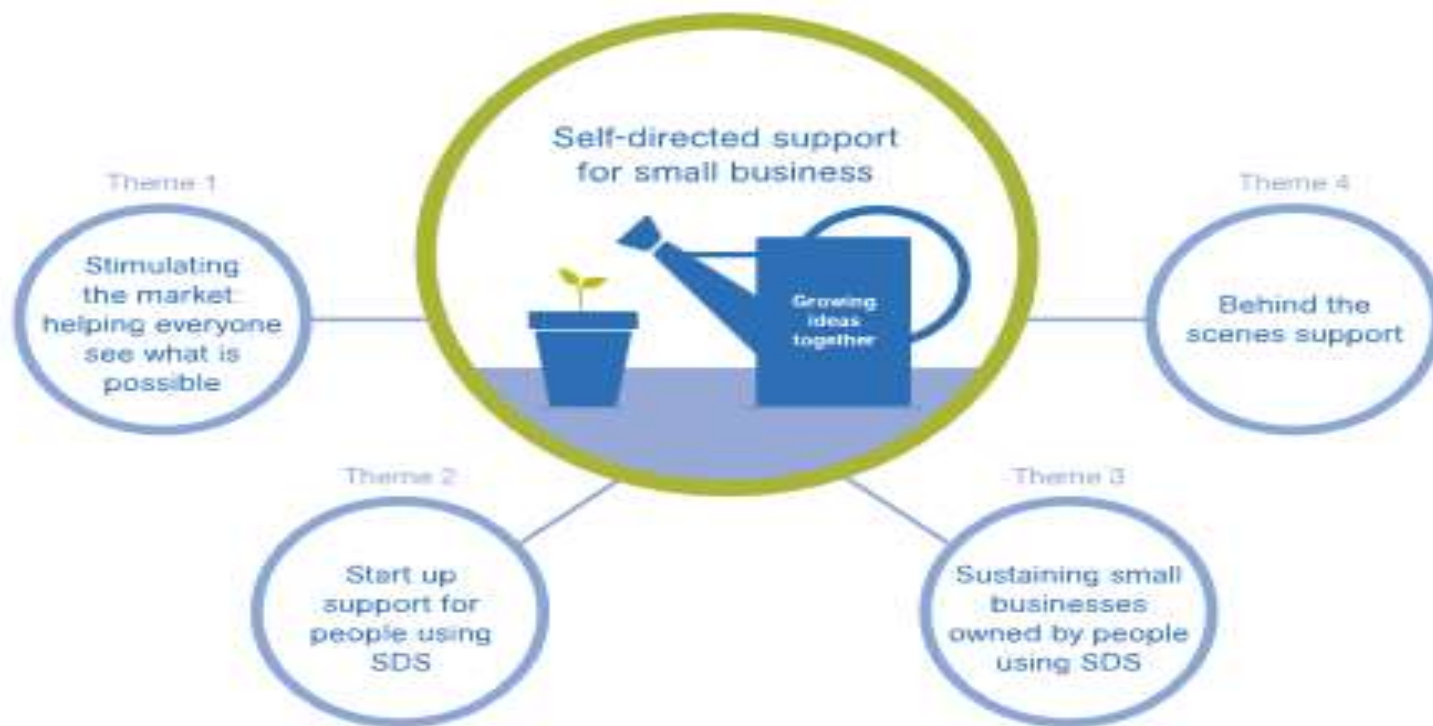 Self-directed support
for small business
Growing
ideas
together
Theme 1
Stimulating
the market:
helping everyone
see what is
possible
Theme 2
Start up
support for
people using
SDS
Theme 3
Sustaining small
businesses
owned by people
using SDS
Theme 4
Behind the
scenes support